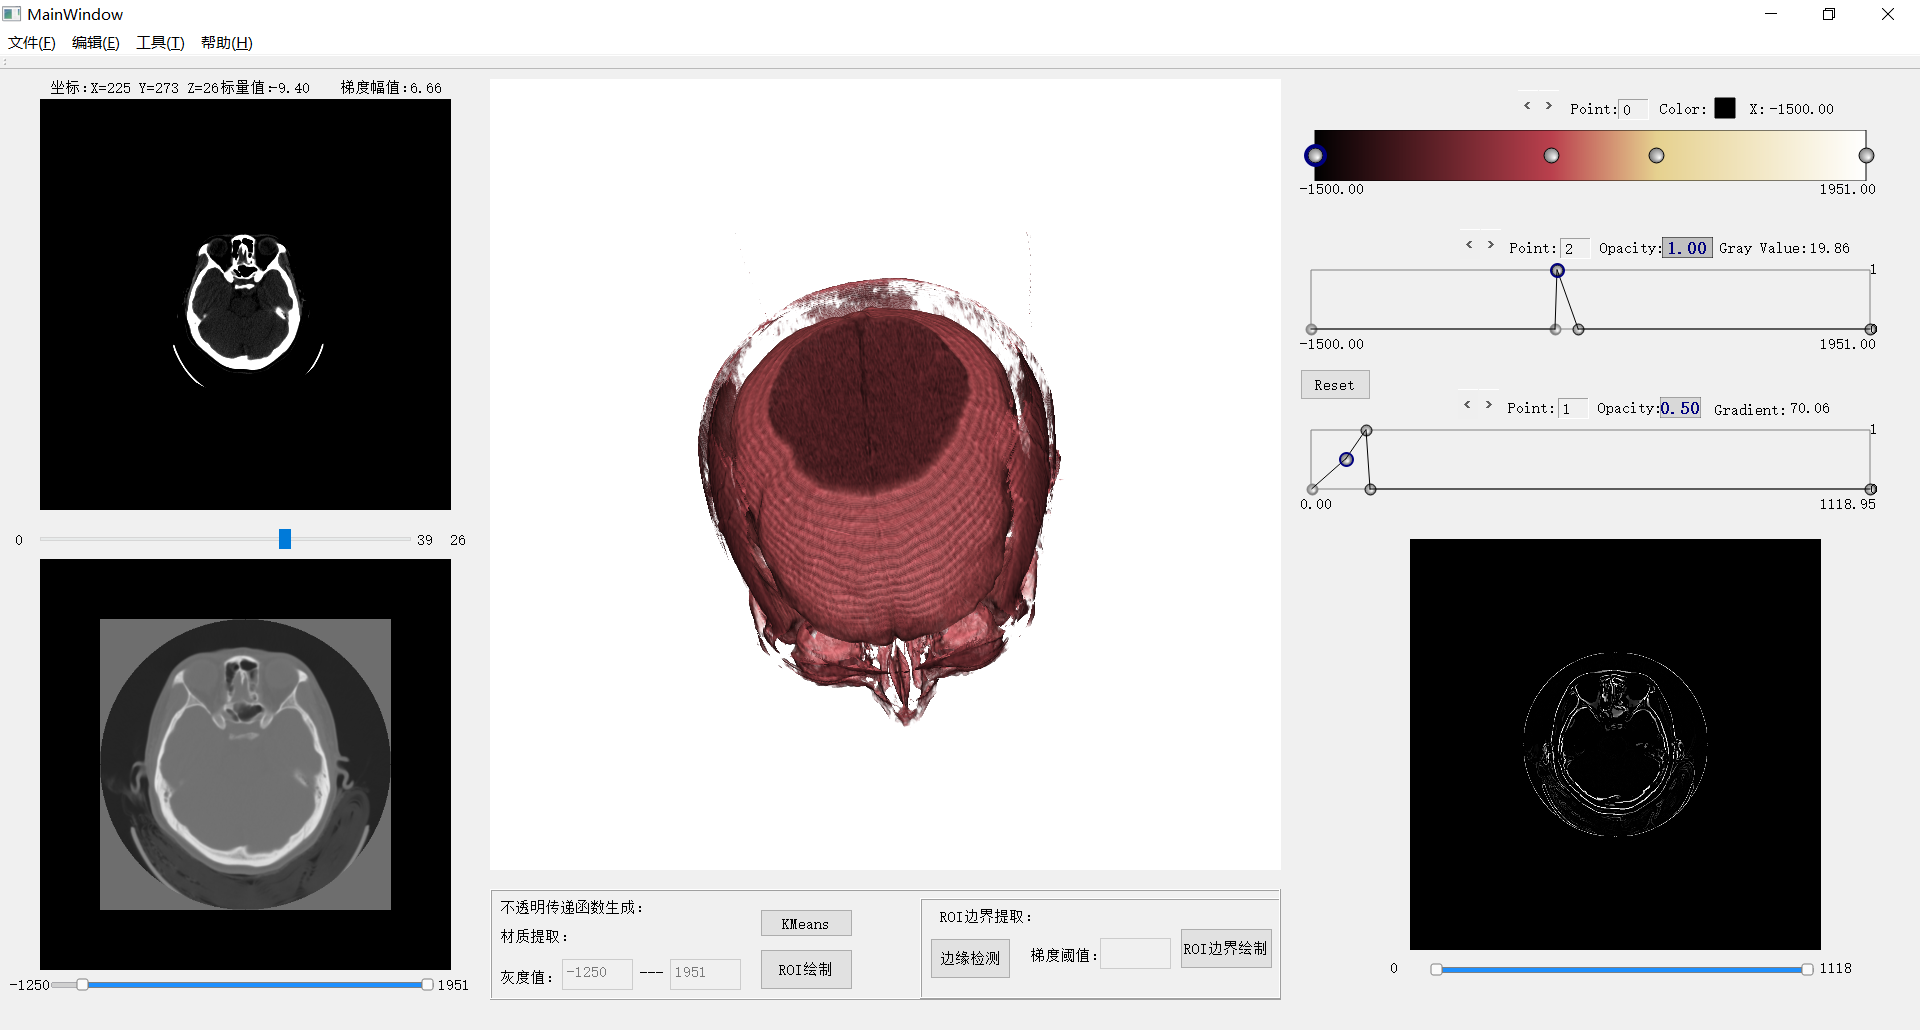 MainWindow
文件(F) 编辑(E) 工具(T) 帮助(H)
坐标:X=225 Y=273 Z=26标量值:-9.40 梯度幅值:6.66
0 39 26
-1250 1951
不透明传递函数生成:
材质提取:
KMeans
灰度值: -1250 --- 1951
ROI绘制
ROI边界提取:
边缘检测 梯度阈值: ROI边界绘制
< > Point:0 Color: X:-1500.00
-1500.00 1951.00
< > Point:2 Opacity:1.00 Gray Value:19.86
1
0
-1500.00 1951.00
Reset
< > Point:1 Opacity:0.50 Gradient:70.06
1
0
0.00 1118.95
0 1118